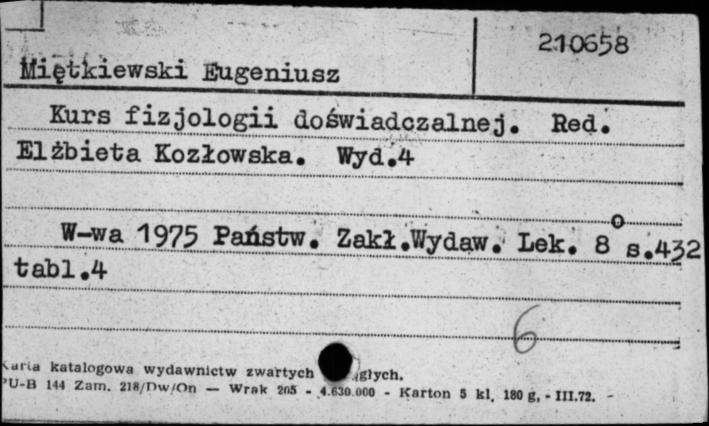 210658
Miętkiewski Eugeniusz
Kurs fizjologii doświadczalnej. Red.
Elżbieta Kozłowska. Wyd.4
W-wa 1975 Państw. Zakł.Wydaw. Lek. 8° s.432
tabl.4
6
Karta katalogowa wydawnictw zwartych
PU-B 144 Zam. 218/Dw/On — Wrak 205 - 4.630.000 - Karton 5 kl. 180 g, - III.72.